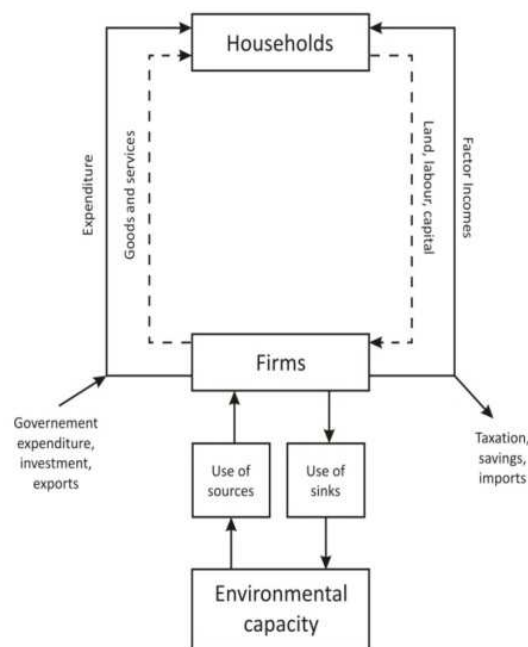 Households
Expenditure
Goods and services
Land, labour, capital
Factor Incomes
Firms
Governement
expenditure,
investment,
exports
Taxation,
savings,
imports
Use of
sources
Use of
sinks
Environmental
capacity